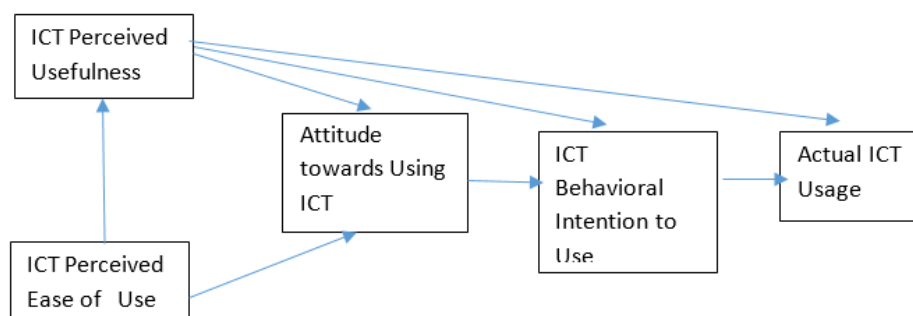 ICT Perceived
Usefulness
Attitude
towards Using
ICT
ICT
Behavioral
Intention to
Use
Actual ICT
Usage
ICT Perceived
Ease of Use